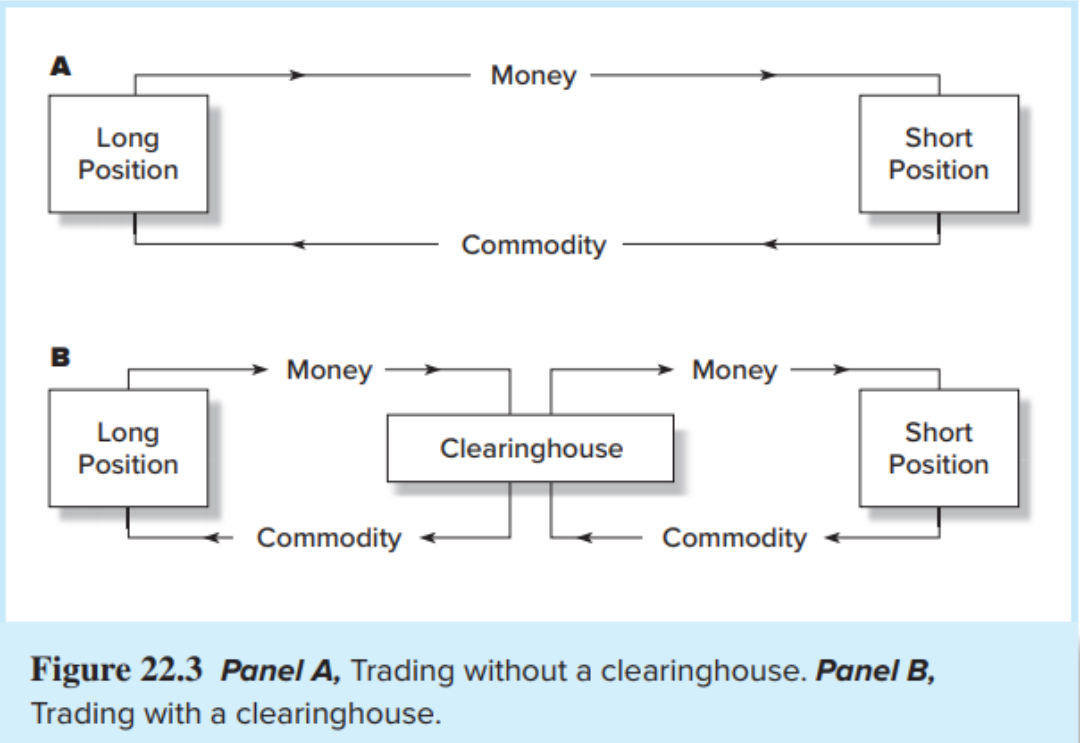 A
Money
Long
Position
Short
Position
Commodity
B
Money
Money
Long
Position
Clearinghouse
Short
Position
Commodity
Commodity
Figure 22.3 Panel A, Trading without a clearinghouse. Panel B,
Trading with a clearinghouse.